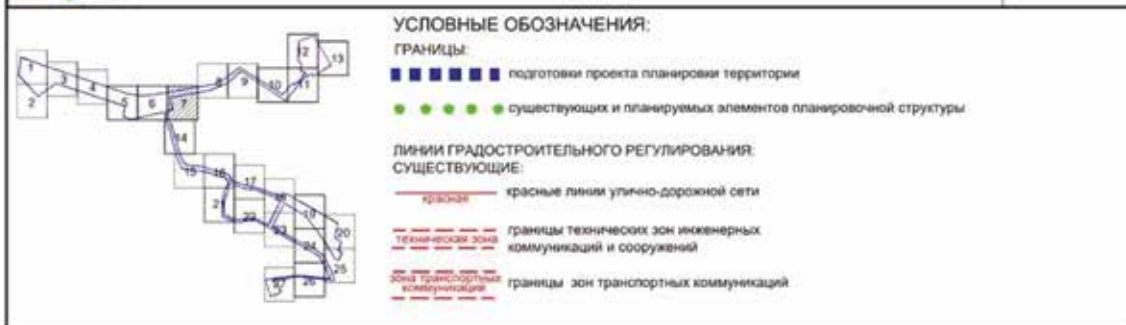 УСЛОВНЫЕ ОБОЗНАЧЕНИЯ:
ГРАНИЦЫ:
подготовки проекта планировки территории
существующих и планируемых элементов планировочной структуры
ЛИНИИ ГРАДОСТРОИТЕЛЬНОГО РЕГУЛИРОВАНИЯ:
СУЩЕСТВУЮЩИЕ:
красная
красные линии улично-дорожной сети
техническая зона
границы технических зон инженерных
коммуникаций и сооружений
зона транспортных
коммуникаций
границы зон транспортных коммуникаций
1
2
3
4
5
6
7
8
9
10
11
12
13
14
15
16
17
18
19
20
21
22
23
24
25
26